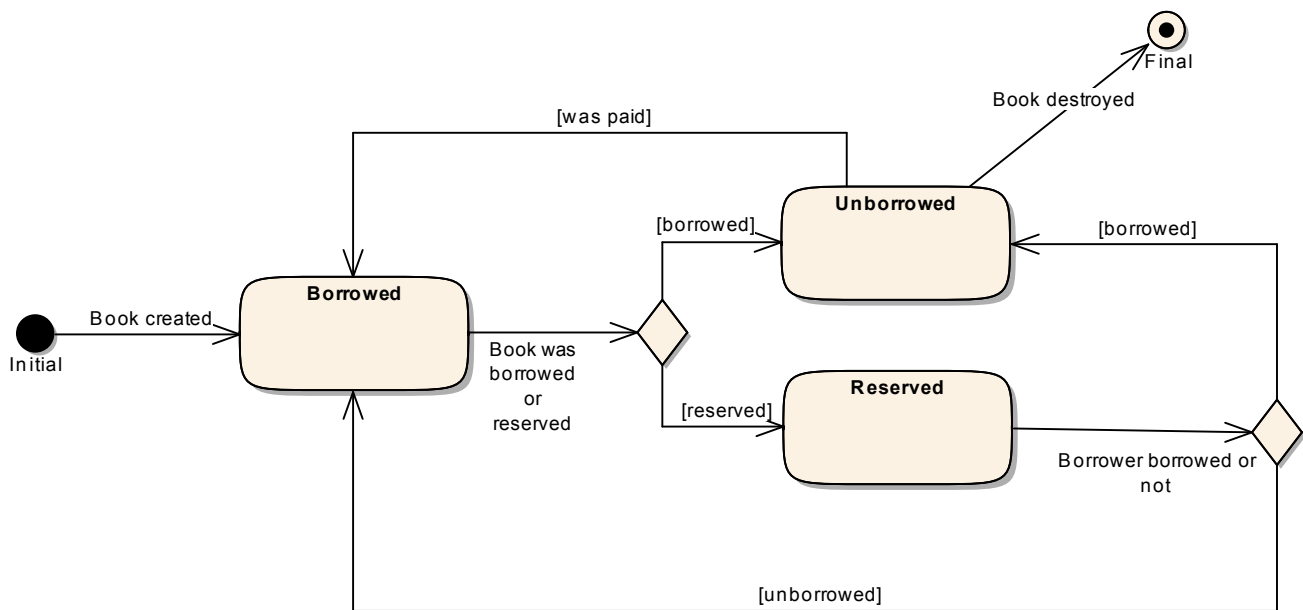 Final
Book destroyed
[was paid]
Unborrowed
[borrowed]
[borrowed]
Borrowed
Book created
Initial
Book was
borrowed
or
reserved
Reserved
[reserved]
Borrower borrowed or
not
[unborrowed]